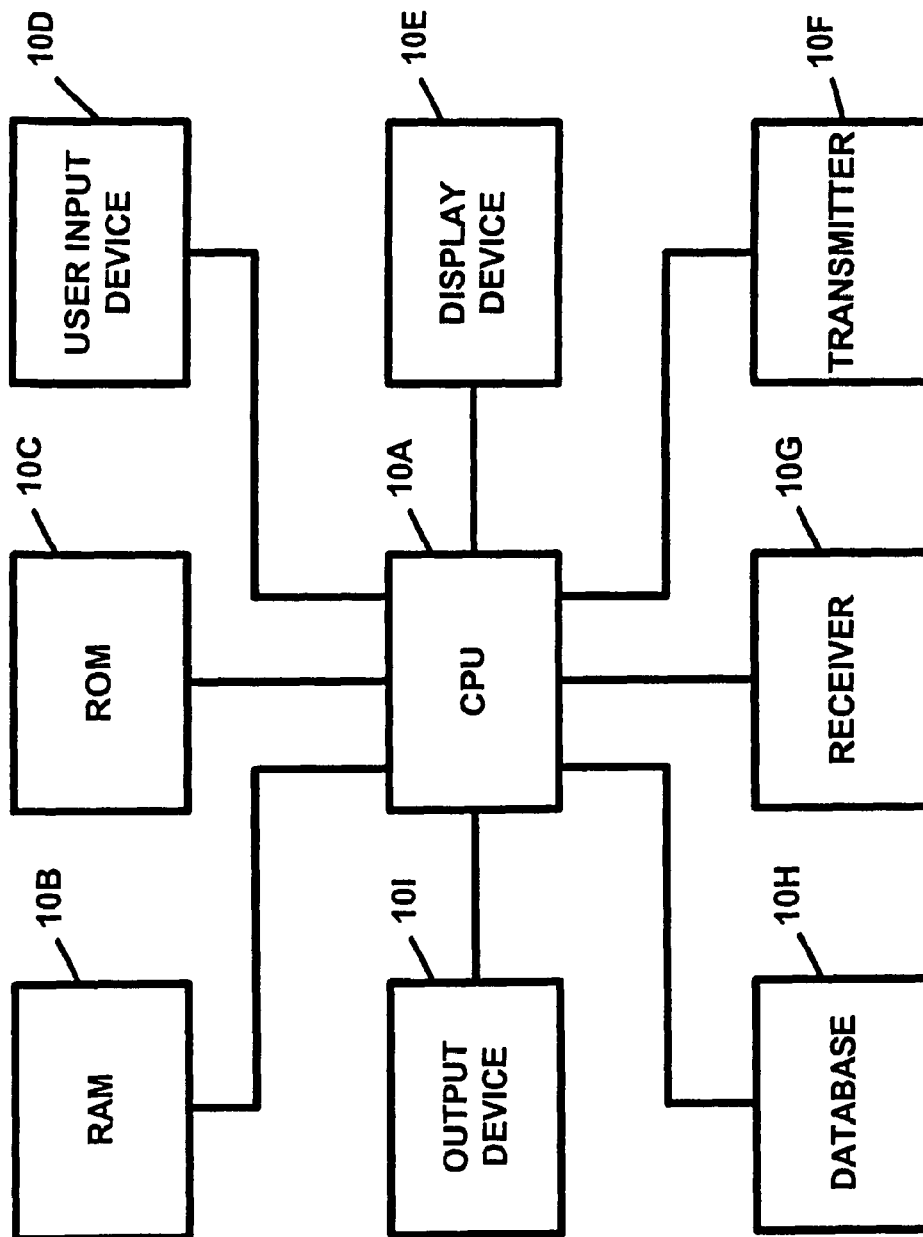 10B
RAM
10C
ROM
10D
USER INPUT
DEVICE
10I
OUTPUT
DEVICE
10A
CPU
10E
DISPLAY
DEVICE
10H
DATABASE
10G
RECEIVER
10F
TRANSMITTER